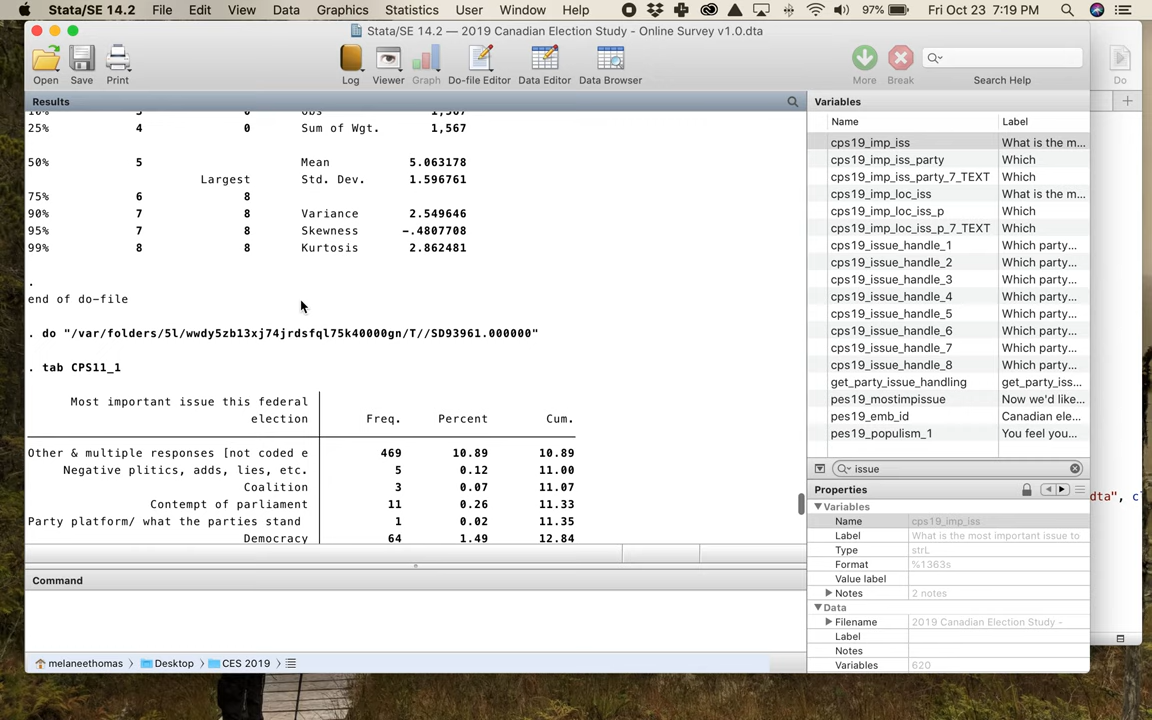 Stata/SE 14.2 File Edit View Data Graphics Statistics User Window Help 97% Fri Oct 23 7:19 PM
Stata/SE 14.2 — 2019 Canadian Election Study - Online Survey v1.0.dta
Open Save Print Log Viewer Graph Do-file Editor Data Editor Data Browser More Break Search Help Do
Results
25% 4 0 Sum of Wgt. 1,567
50% 5 Mean 5.063178
Largest Std. Dev. 1.596761
75% 6 8
90% 7 8 Variance 2.549646
95% 7 8 Skewness -.4807708
99% 8 8 Kurtosis 2.862481
.
end of do-file
. do "/var/folders/5l/wwdy5zb13xj74jrdsfql75k40000gn/T//SD93961.000000"
. tab CPS11_1
Most important issue this federal
election Freq. Percent Cum.
Other & multiple responses [not coded e 469 10.89 10.89
Negative plitics, adds, lies, etc. 5 0.12 11.00
Coalition 3 0.07 11.07
Contempt of parliament 11 0.26 11.33
Party platform/ what the parties stand 1 0.02 11.35
Democracy 64 1.49 12.84
Command
melaneethomas Desktop CES 2019
Variables
Name Label
cps19_imp_iss What is the m...
cps19_imp_iss_party Which
cps19_imp_iss_party_7_TEXT Which
cps19_imp_loc_iss What is the m...
cps19_imp_loc_iss_p Which
cps19_imp_loc_iss_p_7_TEXT Which
cps19_issue_handle_1 Which party...
cps19_issue_handle_2 Which party...
cps19_issue_handle_3 Which party...
cps19_issue_handle_4 Which party...
cps19_issue_handle_5 Which party...
cps19_issue_handle_6 Which party...
cps19_issue_handle_7 Which party...
cps19_issue_handle_8 Which party...
get_party_issue_handling get_party_iss...
pes19_mostimpissue Now we'd like...
pes19_emb_id Canadian ele...
pes19_populism_1 You feel you...
issue
Properties
Variables
Name cps19_imp_iss
Label What is the most important issue to
Type strL
Format %1363s
Value label
Notes 2 notes
Data
Filename 2019 Canadian Election Study -
Label
Notes
Variables 620
dta", c